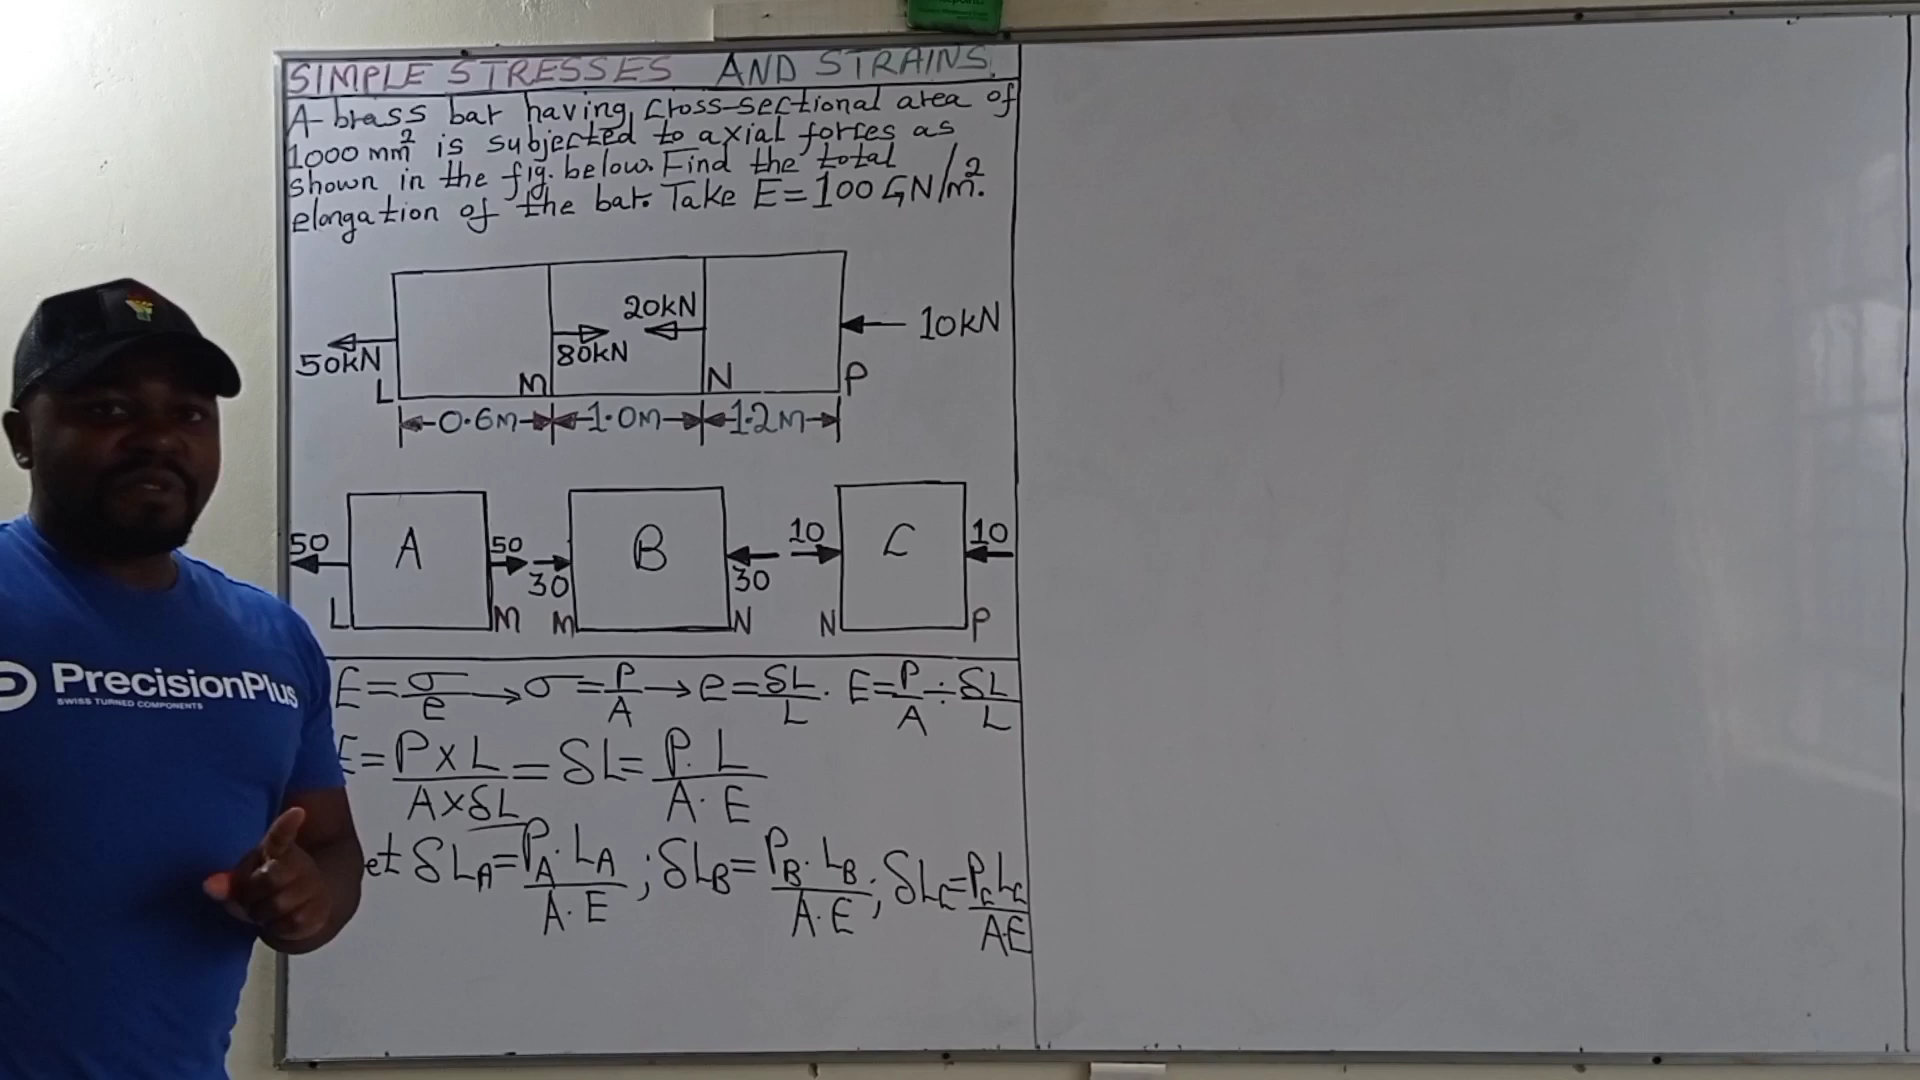 SIMPLE STRESSES AND STRAINS.
A brass bar having cross-sectional area of
1000 mm² is subjected to axial forces as
shown in the fig. below. Find the total
elongation of the bar. Take E=100 GN/m².
20kN
10kN
50kN
80kN
L M N P
0.6m 1.0m 1.2m
50 A 50 30 B 30 10 C 10
L M M N N P
E=σ/e→σ=P/A→e=δL/L. E=P/A÷δL/L
E=P×L/A×δL=δL=P.L/A.E
et δLA=PA.LA/A.E; δLB=PB.LB/A.E; δLC=PCLC/AE
PrecisionPlus
SWISS TURNED COMPONENTS